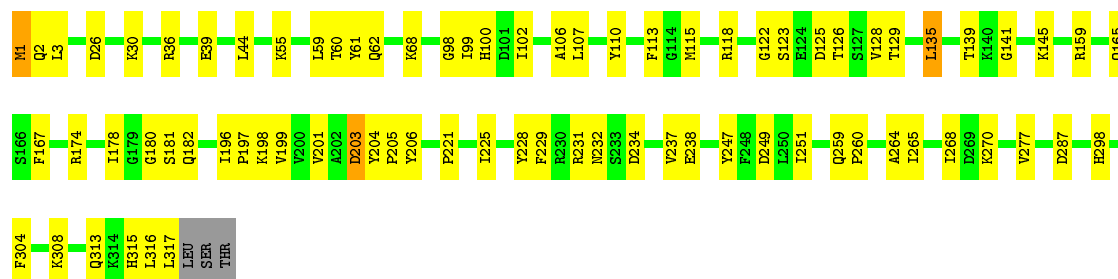 M1 Q2 L3 D26 K30 R36 E39 L44 K55 L59 T60 Y61 Q62 K68 G98 I99 H100 D101 I102 A106 L107 Y110 F113 G114 M115 R118 G122 S123 E124 D125 T126 S127 V128 T129 L135 T139 K140 G141 K145 R159 Q165
S166 F167 R174 I178 G179 G180 S181 Q182 I196 P197 K198 V199 V200 V201 A202 D203 Y204 P205 Y206 P221 I225 Y228 F229 R230 R231 N232 S233 D234 V237 E238 Y247 F248 D249 L250 I251 Q259 P260 A264 I265 I268 D269 K270 V277 D287 H298
F304 K308 Q313 K314 H315 L316 L317 LEU SER THR